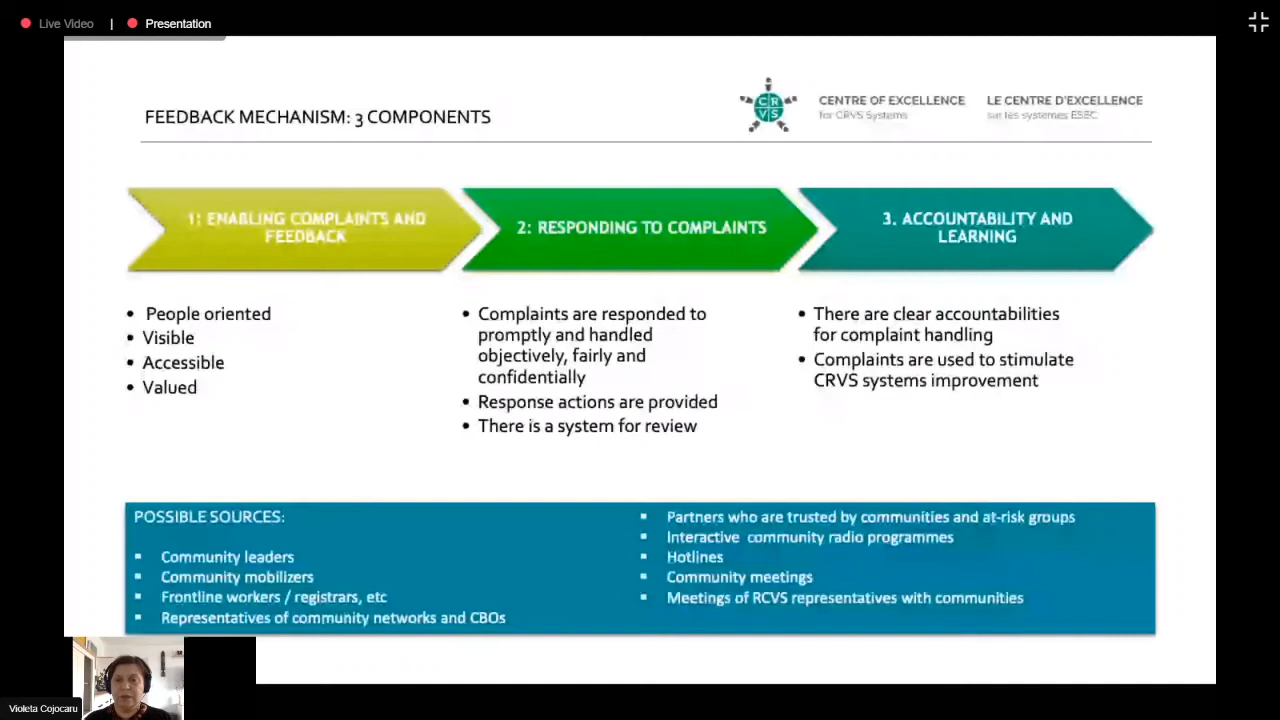 Live Video | Presentation
FEEDBACK MECHANISM: 3 COMPONENTS
CRVS
CENTRE OF EXCELLENCE
for CRVS Systems
LE CENTRE D'EXCELLENCE
sur les systèmes ESEC
1: ENABLING COMPLAINTS AND
FEEDBACK
2: RESPONDING TO COMPLAINTS
3. ACCOUNTABILITY AND
LEARNING
• People oriented
• Visible
• Accessible
• Valued
• Complaints are responded to
promptly and handled
objectively, fairly and
confidentially
• Response actions are provided
• There is a system for review
• There are clear accountabilities
for complaint handling
• Complaints are used to stimulate
CRVS systems improvement
POSSIBLE SOURCES:
▪ Community leaders
▪ Community mobilizers
▪ Frontline workers / registrars, etc
▪ Representatives of community networks and CBOs
▪ Partners who are trusted by communities and at-risk groups
▪ Interactive community radio programmes
▪ Hotlines
▪ Community meetings
▪ Meetings of RCVS representatives with communities
Violeta Cojocaru